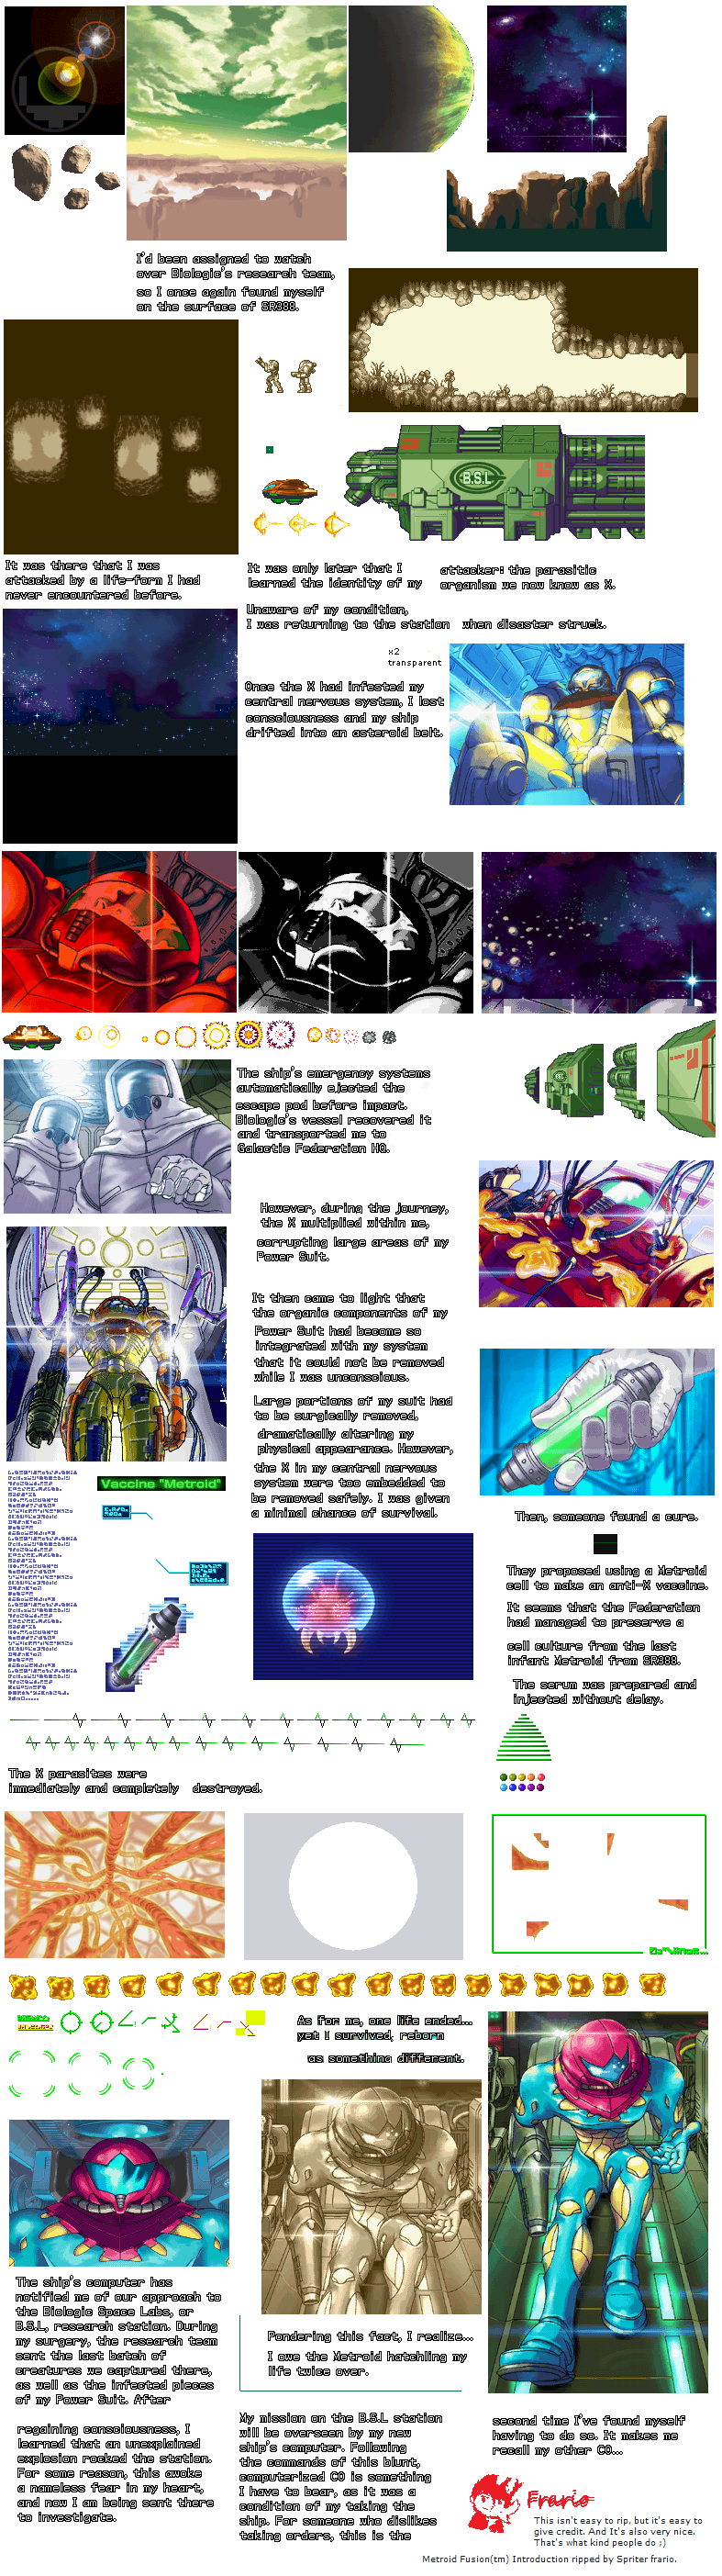 I'd been assigned to watch
over Biologic's research team,
so I once again found myself
on the surface of SR388.
B.S.L
It was there that I was
attacked by a life-form I had
never encountered before.
It was only later that I
learned the identity of my
attacker: the parasitic
organism we now know as X.
Unaware of my condition,
I was returning to the station
when disaster struck.
x2
transparent
Once the X had infested my
central nervous system, I lost
consciousness and my ship
drifted into an asteroid belt.
The ship's emergency systems
automatically ejected the
escape pod before impact.
Biologic's vessel recovered it
and transported me to
Galactic Federation HQ.
However, during the journey,
the X multiplied within me,
corrupting large areas of my
Power Suit.
It then came to light that
the organic components of my
Power Suit had become so
integrated with my system
that it could not be removed
while I was unconscious.
Large portions of my suit had
to be surgically removed,
dramatically altering my
physical appearance. However,
the X in my central nervous
system were too embedded to
be removed safely. I was given
a minimal chance of survival.
Vaccine "Metroid"
Then, someone found a cure.
They proposed using a Metroid
cell to make an anti-X vaccine.
It seems that the Federation
had managed to preserve a
cell culture from the last
infant Metroid from SR388.
The serum was prepared and
injected without delay.
The X parasites were
immediately and completely
destroyed.
As for me, one life ended...
yet I survived, reborn
as something different.
Pondering this fact, I realize...
I owe the Metroid hatchling my
life twice over.
The ship's computer has
notified me of our approach to
the Biologic Space Labs, or
B.S.L, research station. During
my surgery, the research team
sent the last batch of
creatures we captured there,
as well as the infected pieces
of my Power Suit. After
regaining consciousness, I
learned that an unexplained
explosion rocked the station.
For some reason, this awoke
a nameless fear in my heart,
and now I am being sent there
to investigate.
My mission on the B.S.L station
will be overseen by my new
ship's computer. Following
the commands of this blunt,
computerized CO is something
I have to bear, as it was a
condition of my taking the
ship. For someone who dislikes
taking orders, this is the
second time I've found myself
having to do so. It makes me
recall my other CO...
Frario
This isn't easy to rip, but it's easy to
give credit. And It's also very nice.
That's what kind people do ;)
Metroid Fusion(tm) Introduction ripped by Spriter frario.